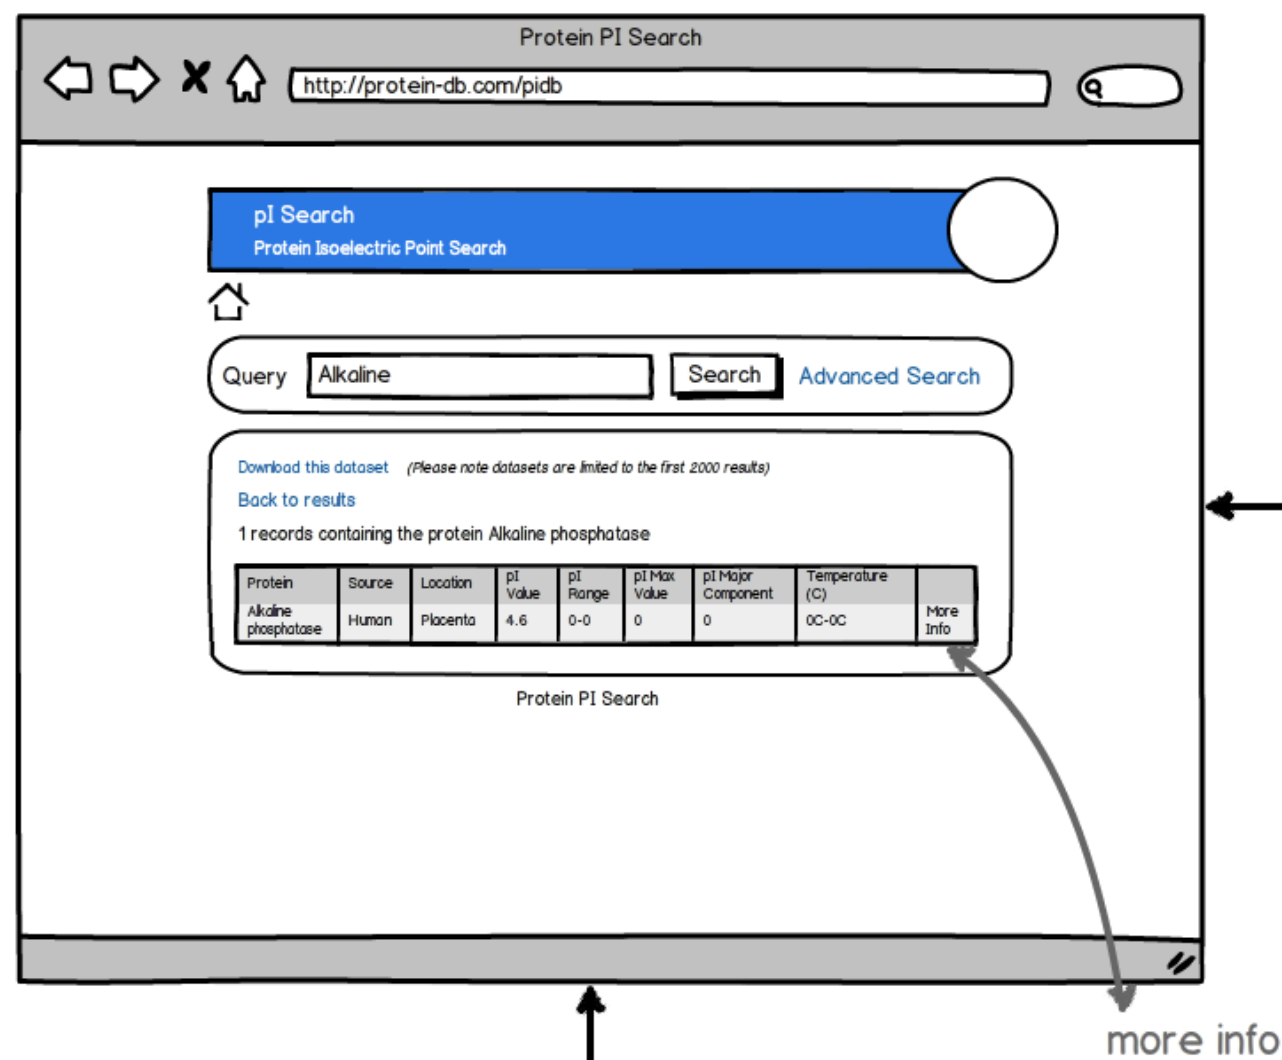 Protein PI Search
http://protein-db.com/pidb
pI Search
Protein Isoelectric Point Search
Query Alkaline Search Advanced Search
Download this dataset (Please note datasets are limited to the first 2000 results)
Back to results
1 records containing the protein Alkaline phosphatase
Protein Source Location pI Value pI Range pI Max Value pI Major Component Temperature (C)
Alkaline phosphatase Human Placenta 4.6 0-0 0 0 0C-0C More Info
Protein PI Search
more info